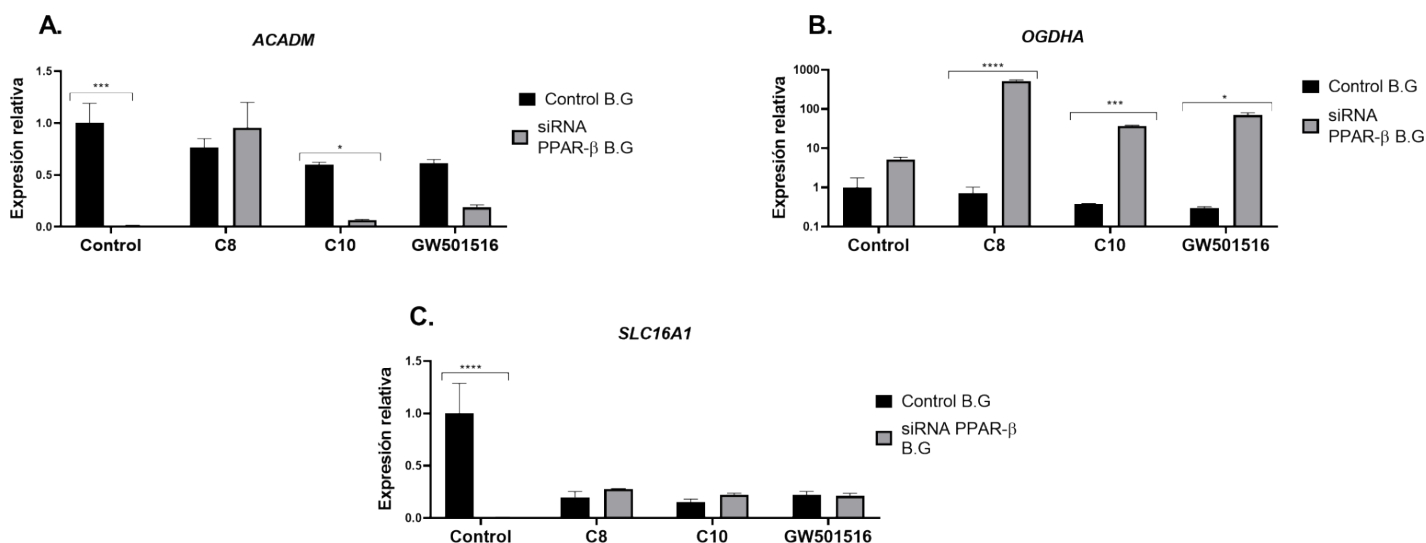 A.
ACADM
Expresión relativa
1.5
1.0
0.5
0.0
***
*
Control
C8
C10
GW501516
Control B.G
siRNA
PPAR-β B.G
B.
OGDHA
Expresión relativa
1000
100
10
1
0.1
****
***
*
Control
C8
C10
GW501516
Control B.G
siRNA
PPAR-β B.G
C.
SLC16A1
Expresión relativa
1.5
1.0
0.5
0.0
****
Control
C8
C10
GW501516
Control B.G
siRNA PPAR-β
B.G